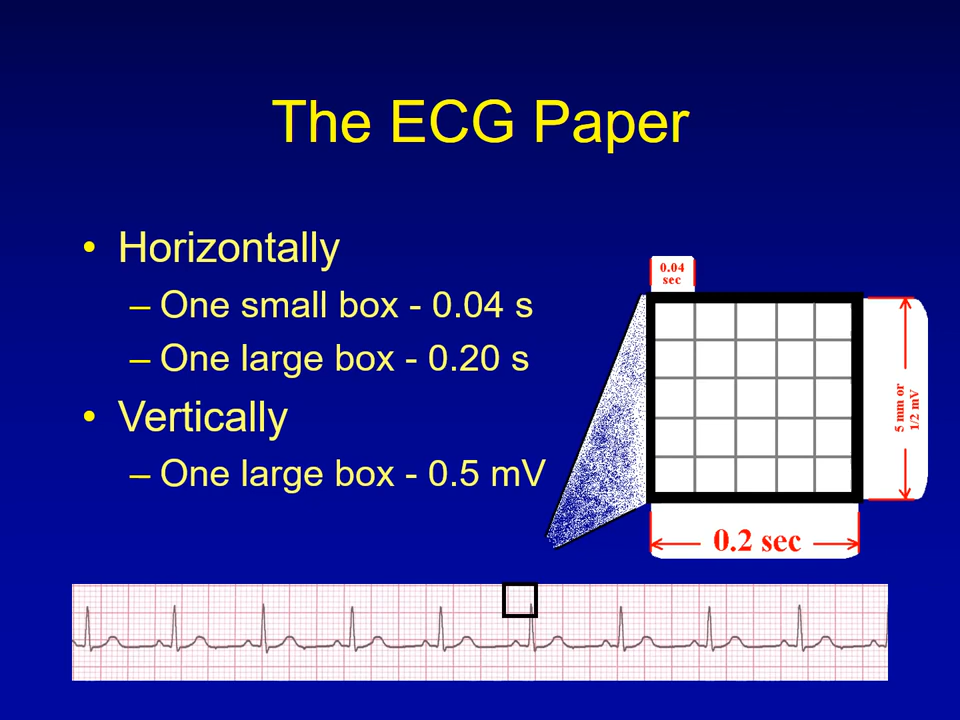 The ECG Paper
• Horizontally
– One small box - 0.04 s
– One large box - 0.20 s
• Vertically
– One large box - 0.5 mV
0.04
sec
5 mm or
1/2 mV
0.2 sec